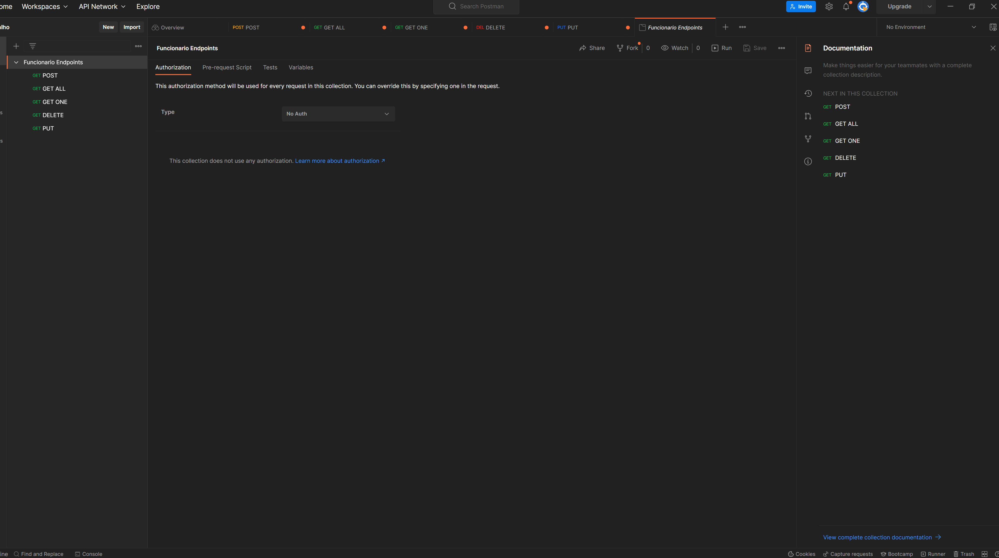 ome Workspaces API Network Explore Search Postman Invite Upgrade
alho New Import Overview POST POST GET GET ALL GET GET ONE DEL DELETE PUT PUT Funcionario Endpoints No Environment
Funcionario Endpoints Share Fork 0 Watch 0 Run Save Documentation
Funcionario Endpoints
GET POST
GET GET ALL
GET GET ONE
GET DELETE
GET PUT
s
rs
Authorization Pre-request Script Tests Variables
This authorization method will be used for every request in this collection. You can override this by specifying one in the request.
Type No Auth
This collection does not use any authorization. Learn more about authorization
Make things easier for your teammates with a complete
collection description.
NEXT IN THIS COLLECTION
GET POST
GET GET ALL
GET GET ONE
GET DELETE
GET PUT
View complete collection documentation
ine Find and Replace Console Cookies Capture requests Bootcamp Runner Trash